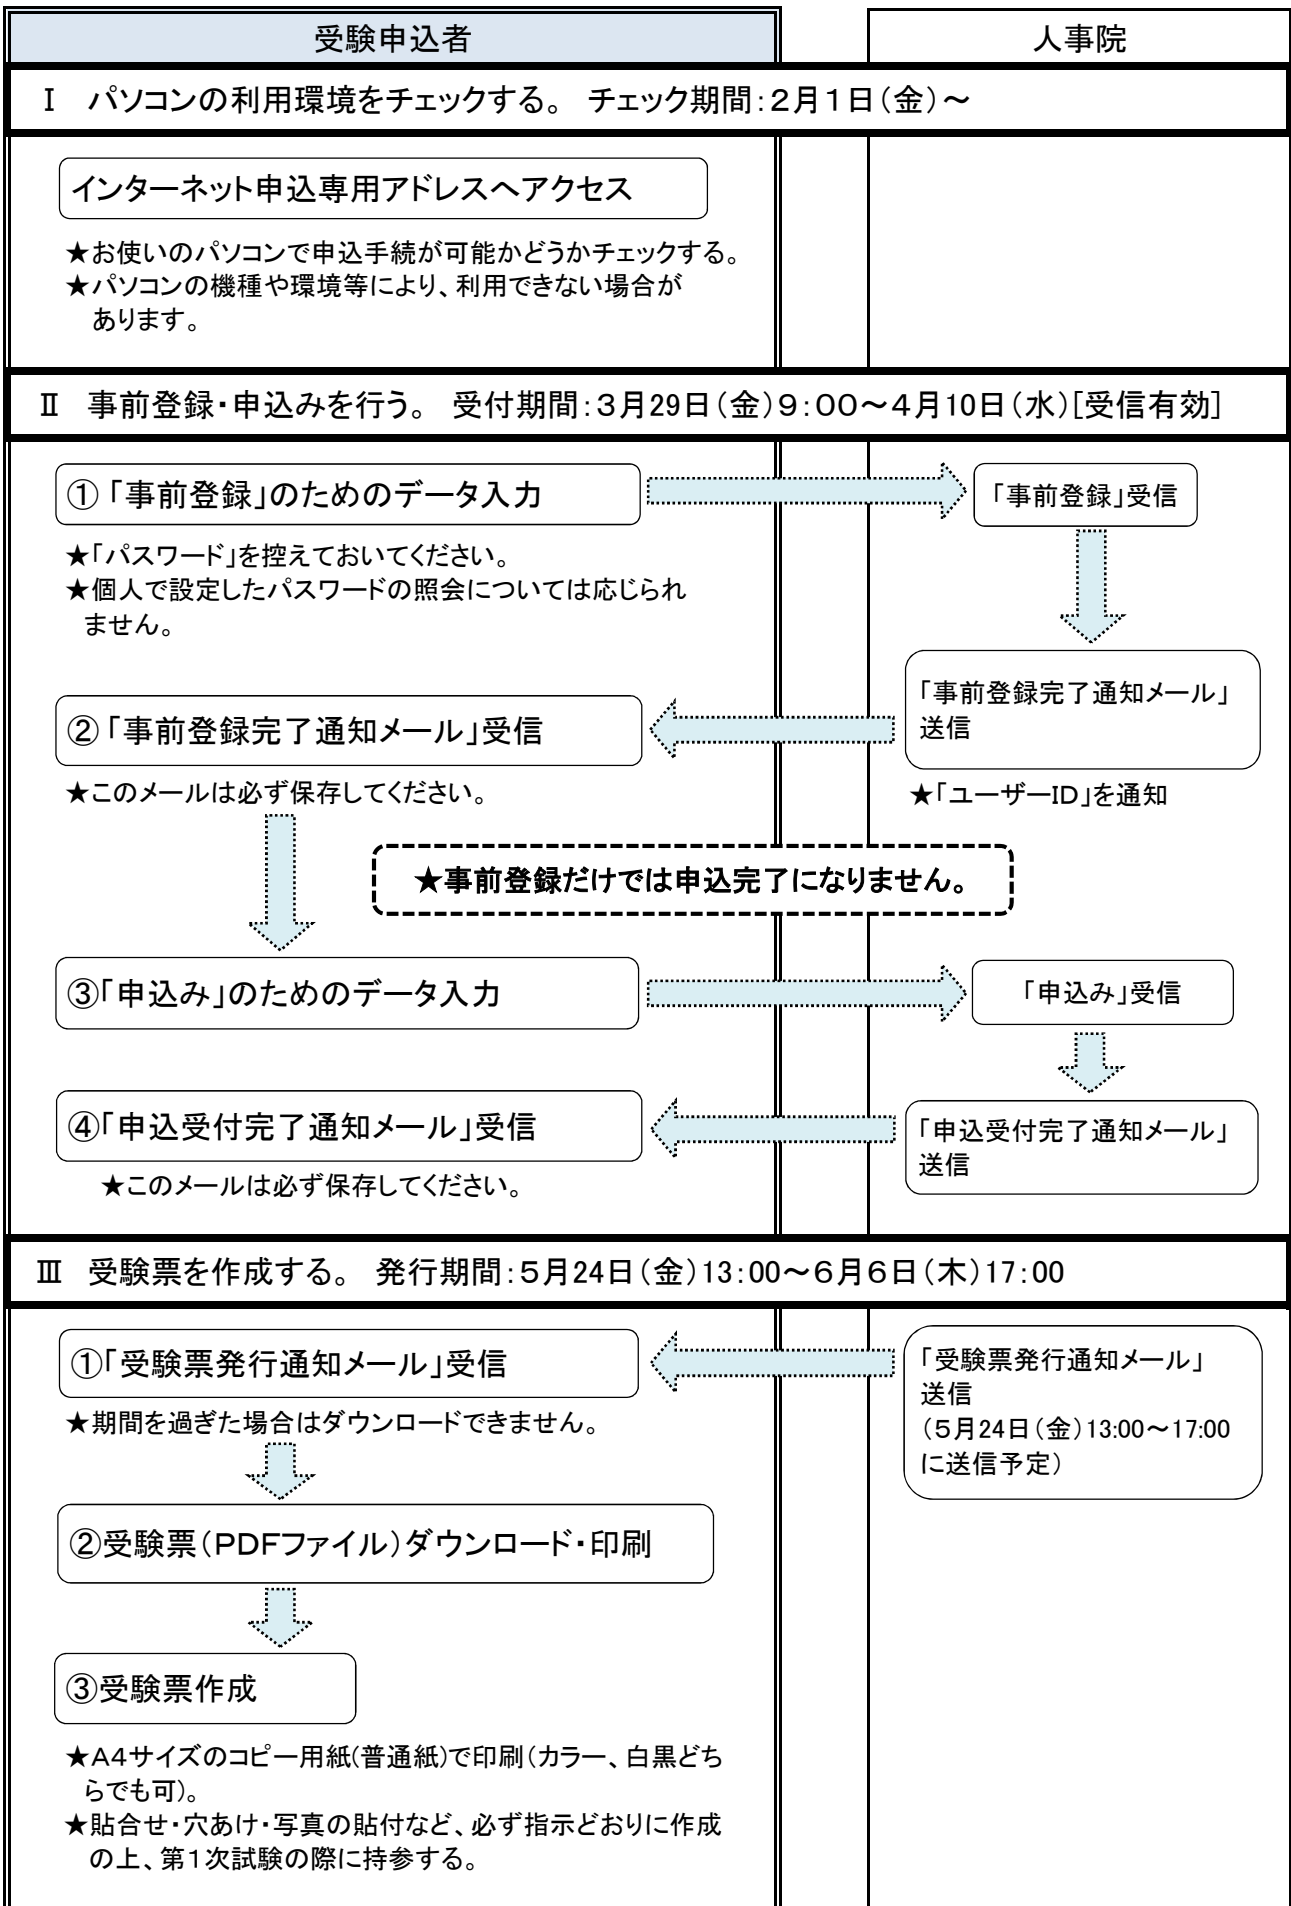 受験申込者
人事院
Ⅰ　パソコンの利用環境をチェックする。　チェック期間：２月１日（金）～
インターネット申込専用アドレスへアクセス
★お使いのパソコンで申込手続が可能かどうかチェックする。
★パソコンの機種や環境等により、利用できない場合が
あります。
Ⅱ　事前登録・申込みを行う。　受付期間：３月29日（金）９：００～４月10日（水）[受信有効]
①「事前登録」のためのデータ入力
「事前登録」受信
★「パスワード」を控えておいてください。
★個人で設定したパスワードの照会については応じられ
ません。
「事前登録完了通知メール」
送信
②「事前登録完了通知メール」受信
★このメールは必ず保存してください。
★「ユーザーID」を通知
★事前登録だけでは申込完了になりません。
③「申込み」のためのデータ入力
「申込み」受信
④「申込受付完了通知メール」受信
「申込受付完了通知メール」
送信
★このメールは必ず保存してください。
Ⅲ　受験票を作成する。　発行期間：５月24日（金）13：00～６月６日（木）17：00
①「受験票発行通知メール」受信
「受験票発行通知メール」
送信
（５月24日（金）13:00～17:00
に送信予定）
★期間を過ぎた場合はダウンロードできません。
②受験票（ＰＤＦファイル）ダウンロード・印刷
③受験票作成
★Ａ４サイズのコピー用紙(普通紙)で印刷（カラー、白黒どち
らでも可）。
★貼合せ・穴あけ・写真の貼付など、必ず指示どおりに作成
の上、第１次試験の際に持参する。